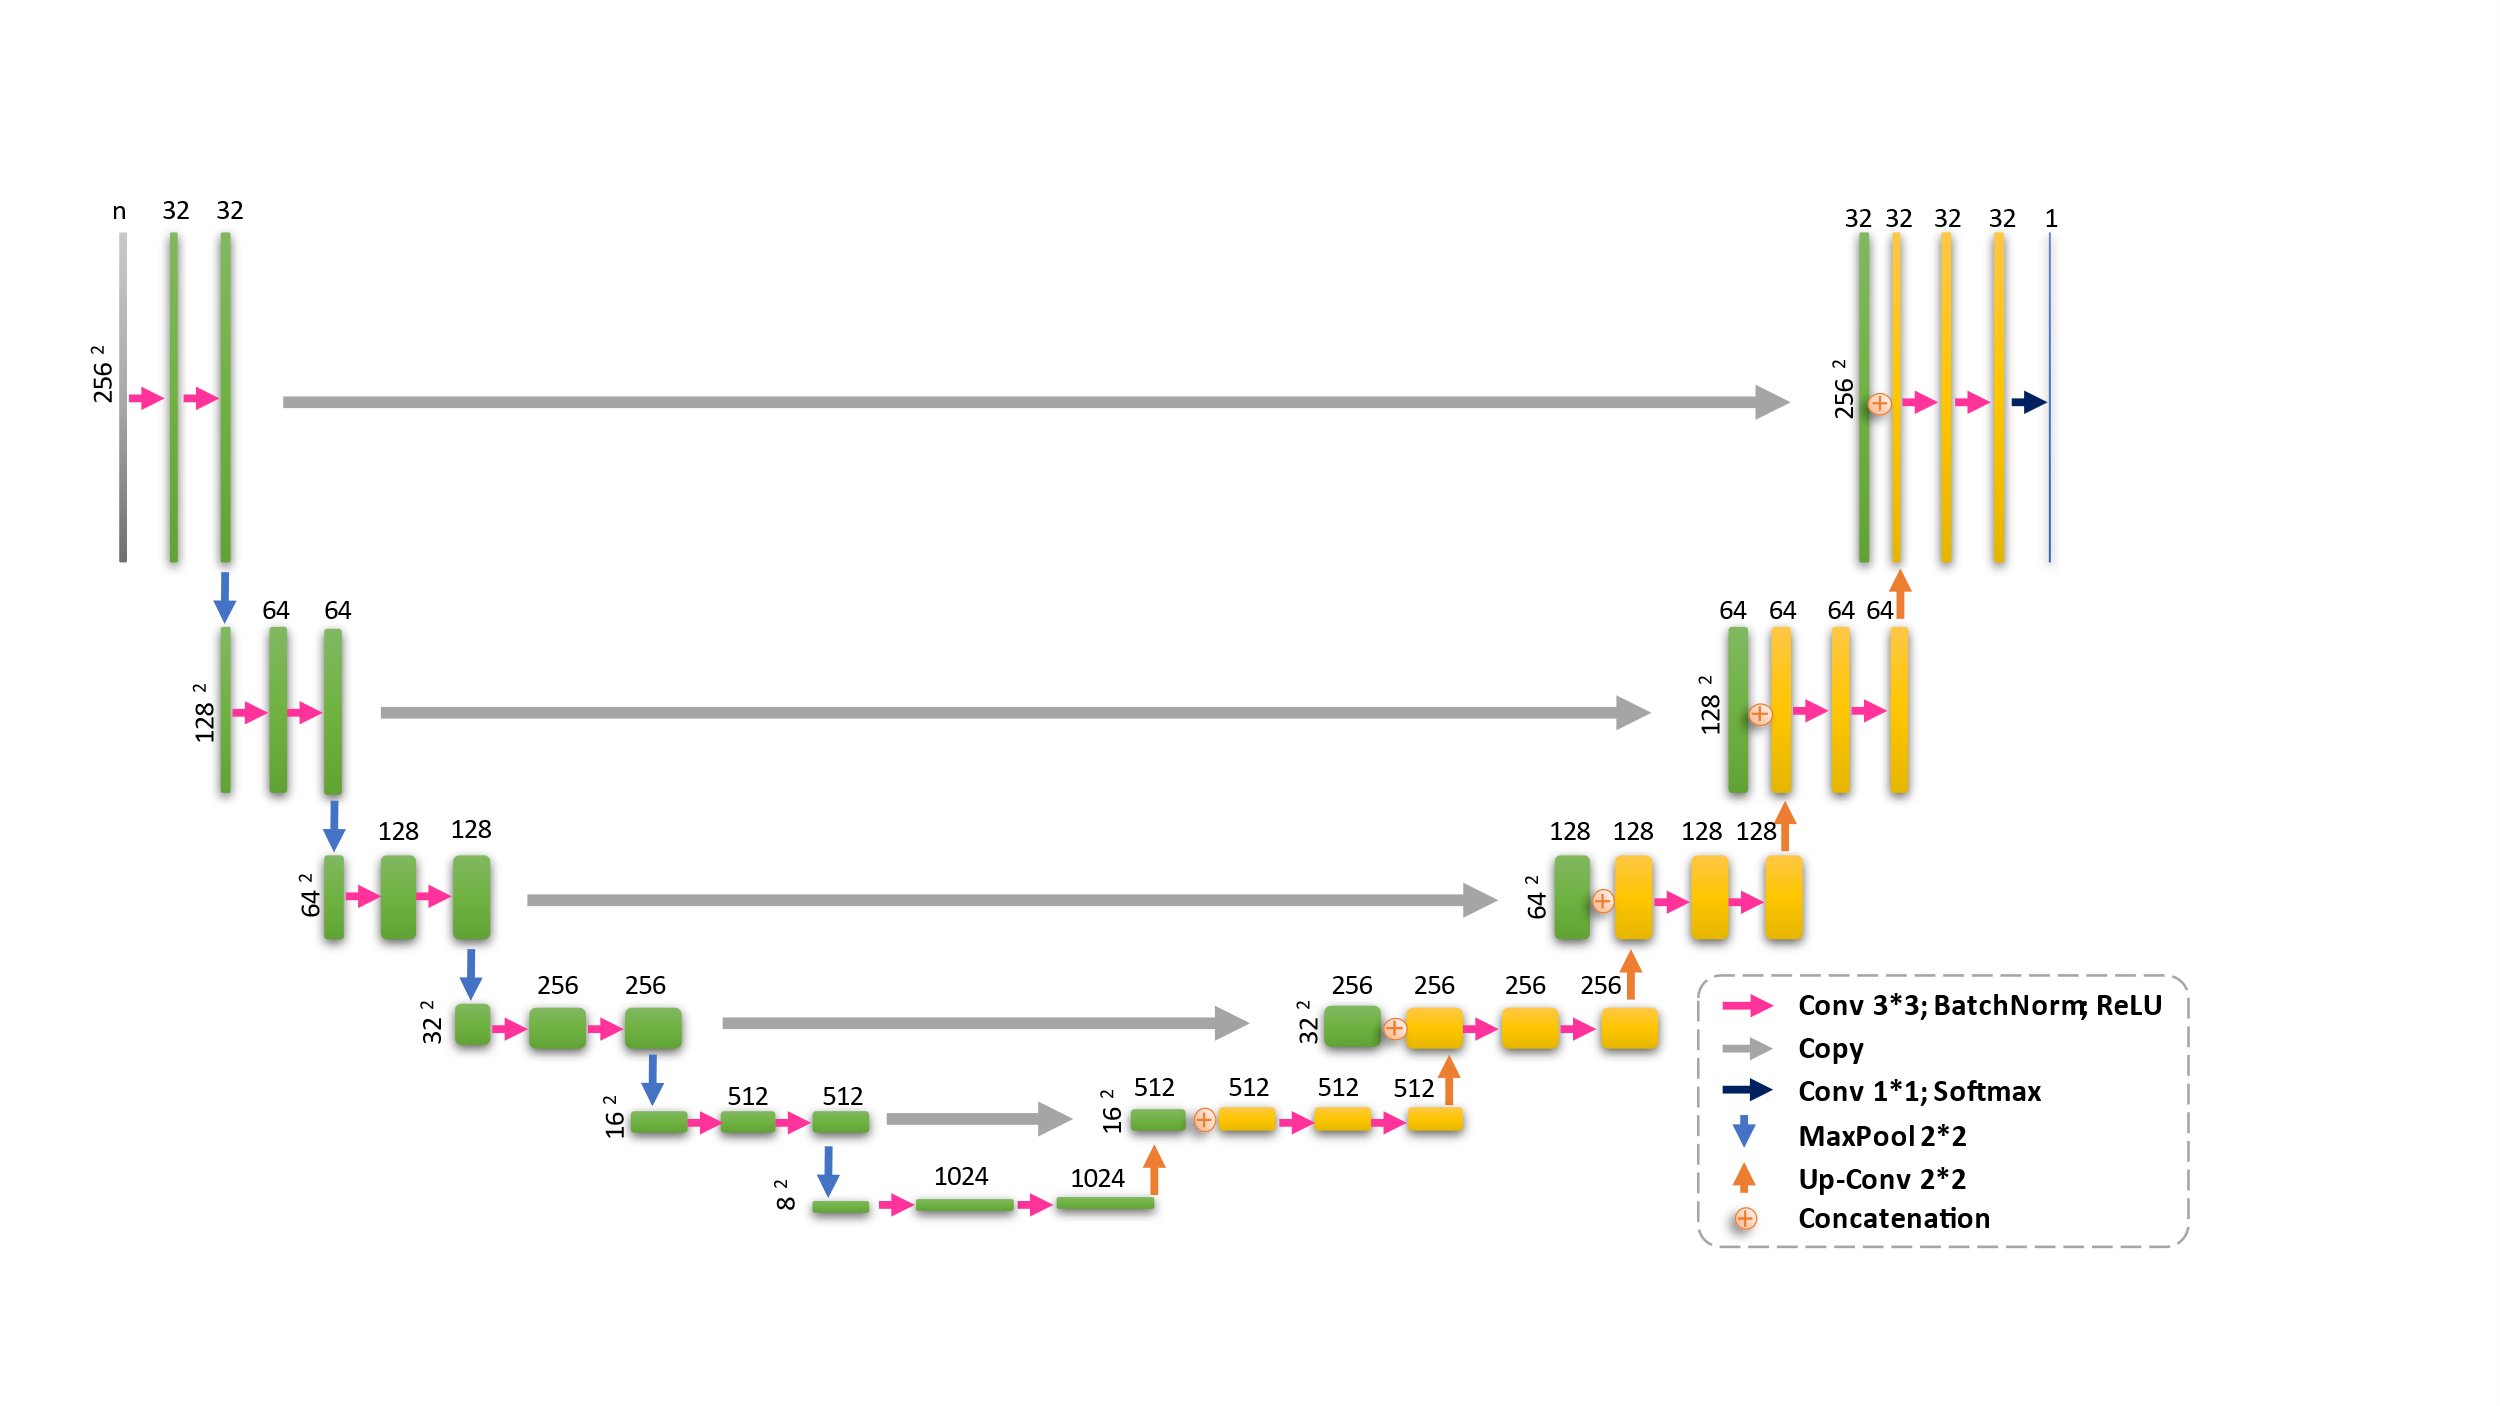 n 32 32
32 32 32 32 1
256 2
256 2
64 64
64 64 64 64
128 2
128 2
128 128
128 128 128 128
64 2
64 2
256 256
256 256 256 256
32 2
32 2
512 512
512 512 512 512
16 2
16 2
1024 1024
8 2
Conv 3*3; BatchNorm; ReLU
Copy
Conv 1*1; Softmax
MaxPool 2*2
Up-Conv 2*2
Concatenation